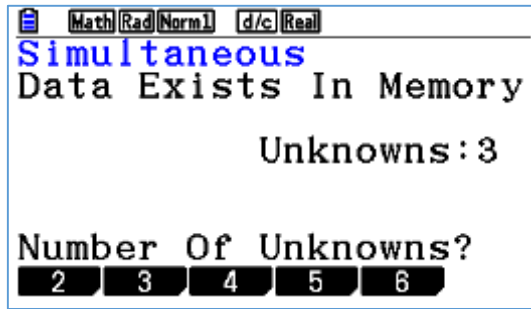 Math Rad Norm1 d/c Real
Simultaneous
Data Exists In Memory
Unknowns:3
Number Of Unknowns?
2 3 4 5 6